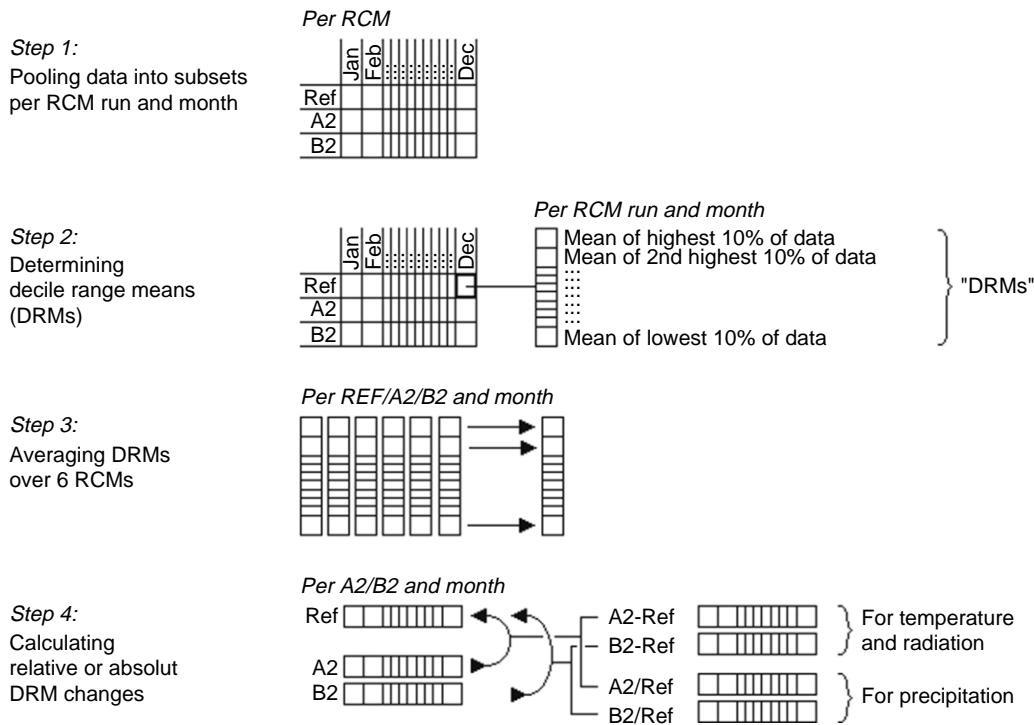 Per RCM
Step 1:
Pooling data into subsets
per RCM run and month
Jan
Feb
Dec
Ref
A2
B2
Per RCM run and month
Step 2:
Determining
decile range means
(DRMs)
Jan
Feb
Dec
Ref
A2
B2
Mean of highest 10% of data
Mean of 2nd highest 10% of data
Mean of lowest 10% of data
"DRMs"
Per REF/A2/B2 and month
Step 3:
Averaging DRMs
over 6 RCMs
Per A2/B2 and month
Step 4:
Calculating
relative or absolut
DRM changes
Ref
A2
B2
A2-Ref
B2-Ref
A2/Ref
B2/Ref
For temperature
and radiation
For precipitation